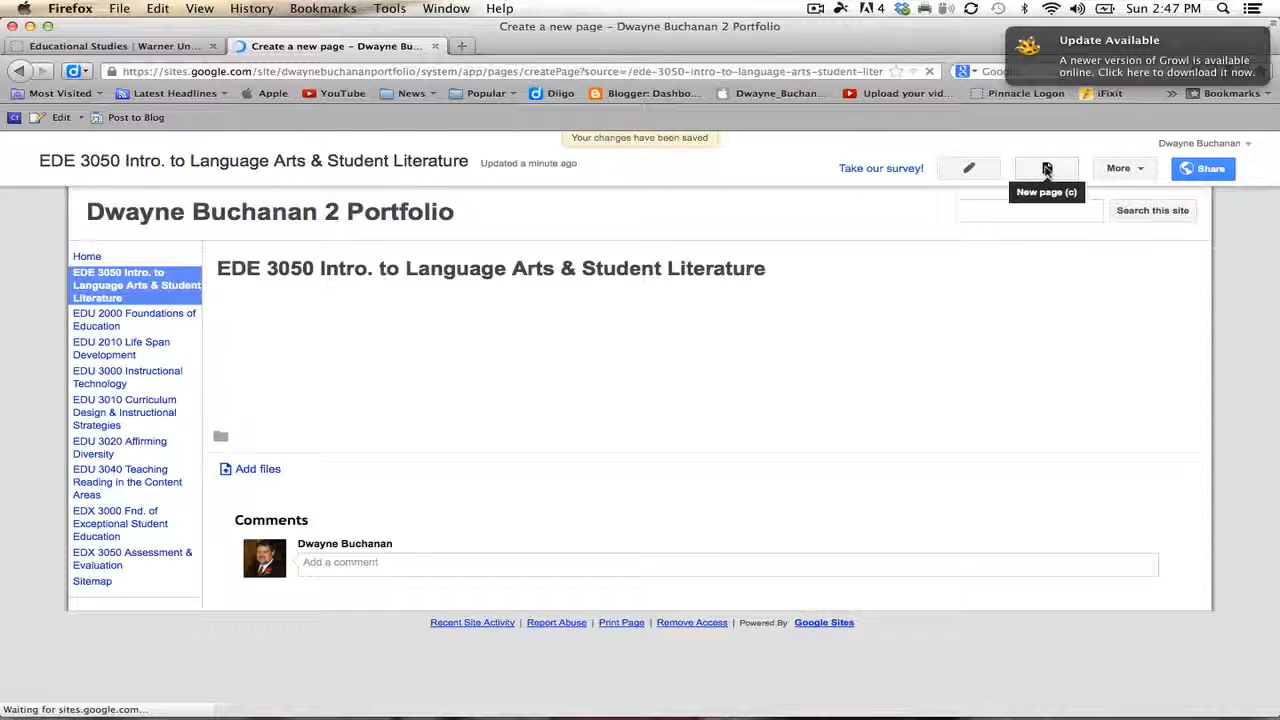 Firefox File Edit View History Bookmarks Tools Window Help 4 Sun 2:47 PM
Create a new page – Dwayne Buchanan 2 Portfolio
Educational Studies | Warner Un... Create a new page – Dwayne Bu...
https://sites.google.com/site/dwaynebuchananportfolio/system/app/pages/createPage?source=/ede-3050-intro-to-language-arts-student-liter
Most Visited Latest Headlines Apple YouTube News Popular Diigo Blogger: Dashbo... Dwayne_Buchan... Upload your vid... Pinnacle Logon iFixit Bookmarks
Edit Post to Blog
Update Available
A newer version of Growl is available
online. Click here to download it now.
Your changes have been saved
Dwayne Buchanan
EDE 3050 Intro. to Language Arts & Student Literature Updated a minute ago
Take our survey! More Share
New page (c)
Dwayne Buchanan 2 Portfolio
Search this site
Home
EDE 3050 Intro. to
Language Arts & Student
Literature
EDU 2000 Foundations of
Education
EDU 2010 Life Span
Development
EDU 3000 Instructional
Technology
EDU 3010 Curriculum
Design & Instructional
Strategies
EDU 3020 Affirming
Diversity
EDU 3040 Teaching
Reading in the Content
Areas
EDX 3000 Fnd. of
Exceptional Student
Education
EDX 3050 Assessment &
Evaluation
Sitemap
EDE 3050 Intro. to Language Arts & Student Literature
Add files
Comments
Dwayne Buchanan
Add a comment
Recent Site Activity | Report Abuse | Print Page | Remove Access | Powered By Google Sites
Waiting for sites.google.com...